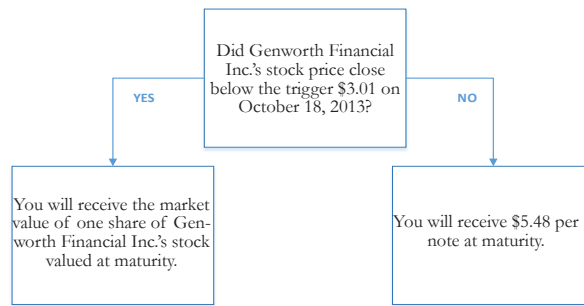 Did Genworth Financial
Inc.'s stock price close
below the trigger $3.01 on
October 18, 2013?
YES
NO
You will receive the market
value of one share of Gen-
worth Financial Inc.'s stock
valued at maturity.
You will receive $5.48 per
note at maturity.